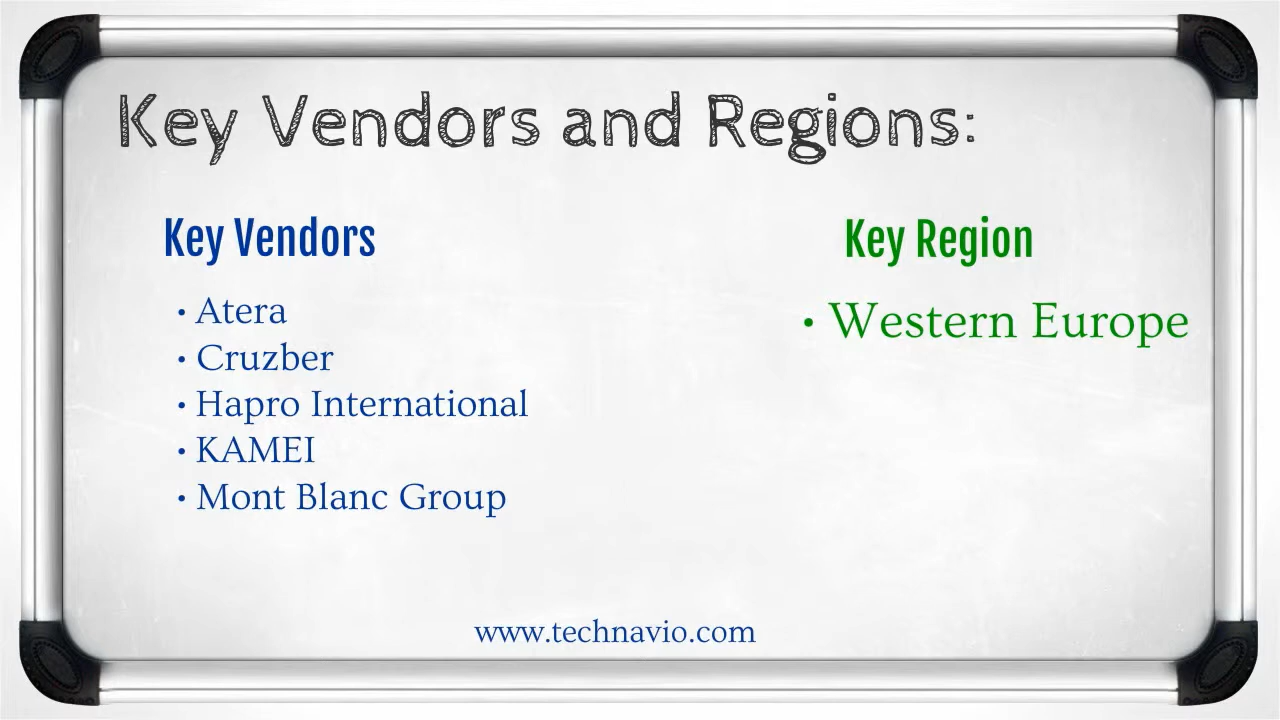 Key Vendors and Regions:
Key Vendors
• Atera
• Cruzber
• Hapro International
• KAMEI
• Mont Blanc Group
Key Region
• Western Europe
www.technavio.com